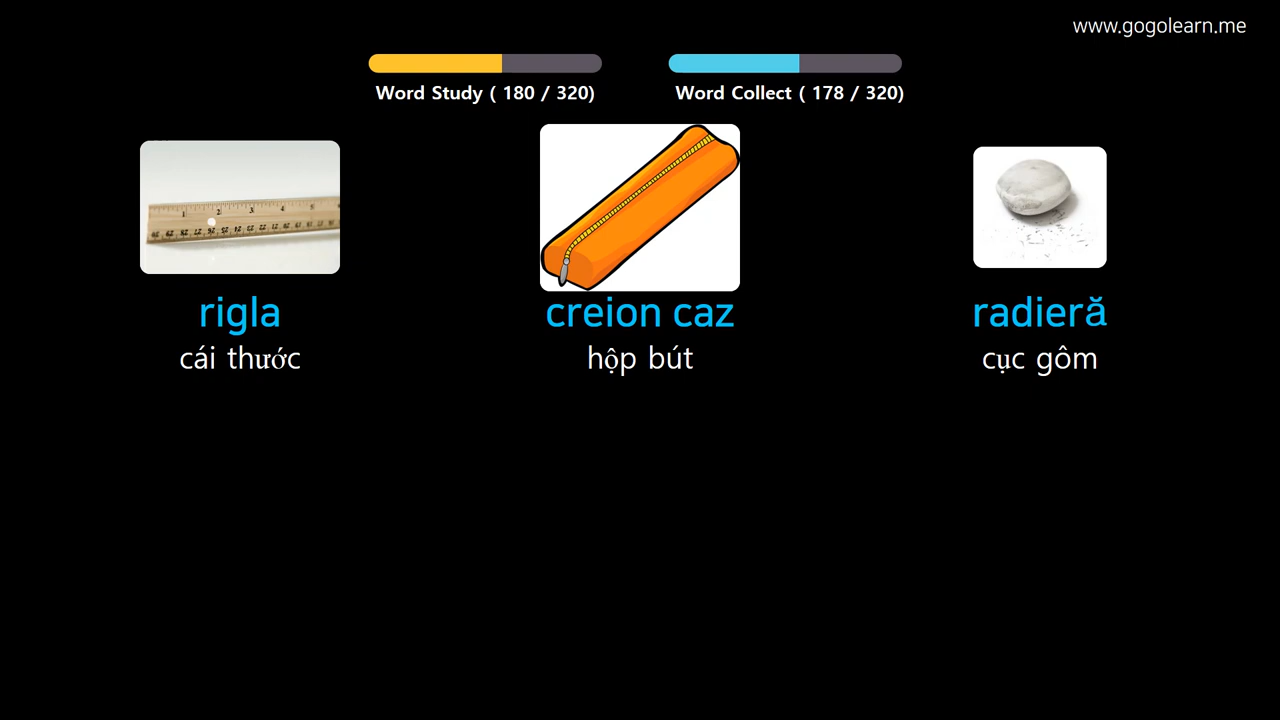 www.gogolearn.me
Word Study ( 180 / 320)
Word Collect ( 178 / 320)
rigla
creion caz
radieră
cái thước
hộp bút
cục gôm